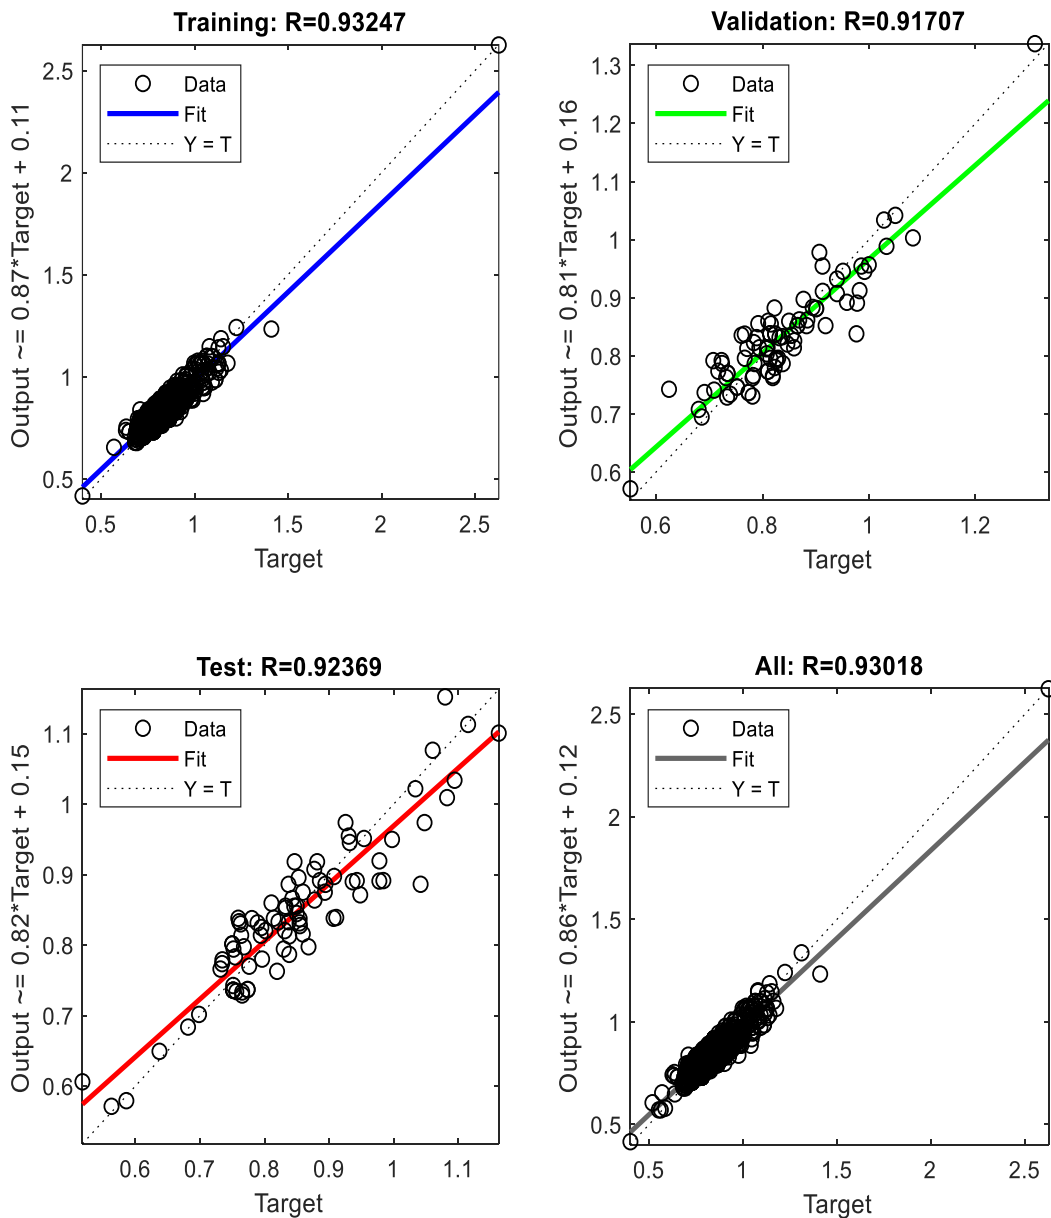 Training: R=0.93247
Output ~= 0.87*Target + 0.11
2.5
2
1.5
1
0.5
Data
Fit
Y = T
0.5 1 1.5 2 2.5
Target
Validation: R=0.91707
Output ~= 0.81*Target + 0.16
1.3
1.2
1.1
1
0.9
0.8
0.7
0.6
Data
Fit
Y = T
0.6 0.8 1 1.2
Target
Test: R=0.92369
Output ~= 0.82*Target + 0.15
1.1
1
0.9
0.8
0.7
0.6
Data
Fit
Y = T
0.6 0.7 0.8 0.9 1 1.1
Target
All: R=0.93018
Output ~= 0.86*Target + 0.12
2.5
2
1.5
1
0.5
Data
Fit
Y = T
0.5 1 1.5 2 2.5
Target